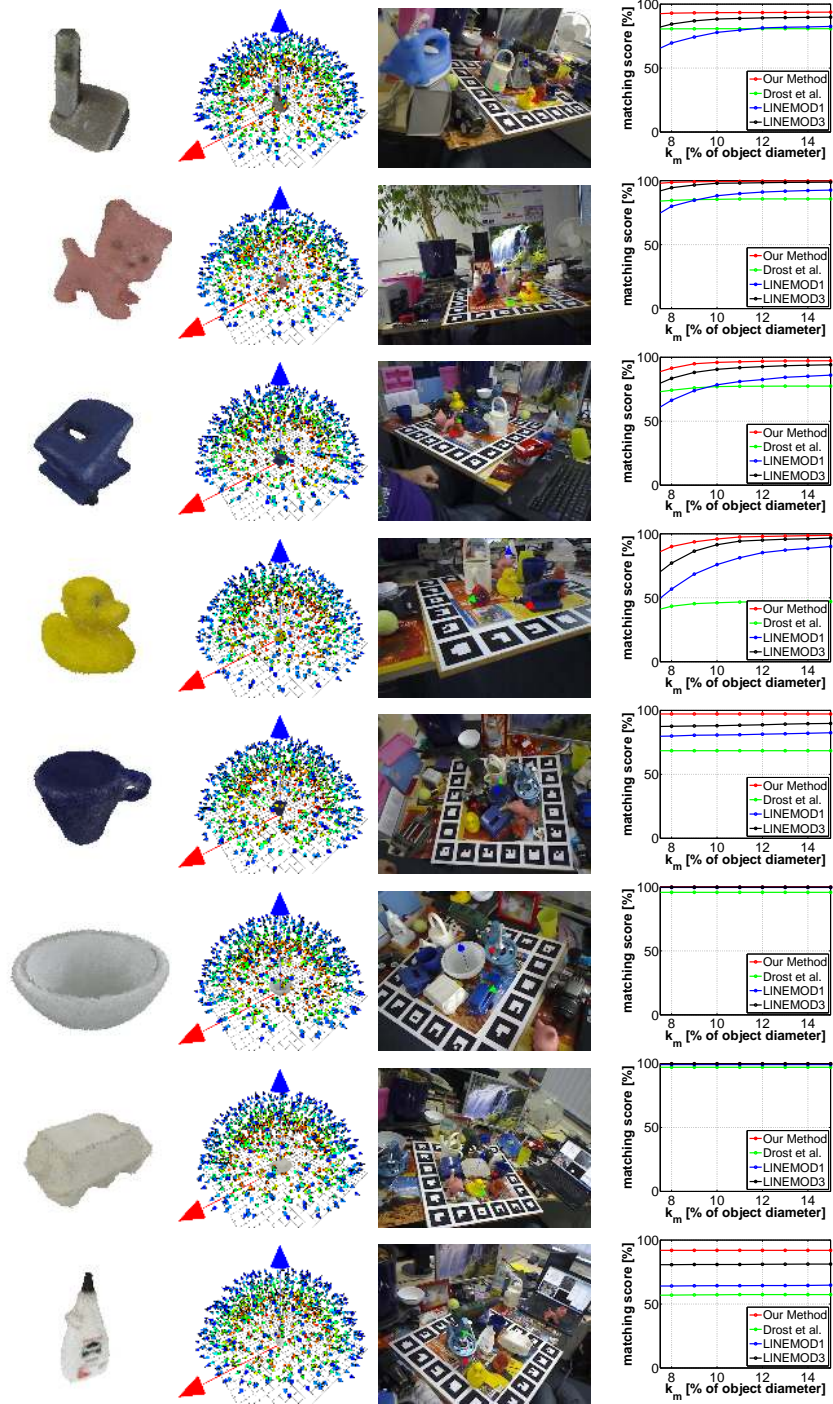 matching score [%]
100
50
0
8
10
12
14
k_m [% of object diameter]
Our Method
Drost et al.
LINEMOD1
LINEMOD3
matching score [%]
100
50
0
8
10
12
14
k_m [% of object diameter]
Our Method
Drost et al.
LINEMOD1
LINEMOD3
matching score [%]
100
50
0
8
10
12
14
k_m [% of object diameter]
Our Method
Drost et al.
LINEMOD1
LINEMOD3
matching score [%]
100
50
0
8
10
12
14
k_m [% of object diameter]
Our Method
Drost et al.
LINEMOD1
LINEMOD3
matching score [%]
100
50
0
8
10
12
14
k_m [% of object diameter]
Our Method
Drost et al.
LINEMOD1
LINEMOD3
matching score [%]
100
50
0
8
10
12
14
k_m [% of object diameter]
Our Method
Drost et al.
LINEMOD1
LINEMOD3
matching score [%]
100
50
0
8
10
12
14
k_m [% of object diameter]
Our Method
Drost et al.
LINEMOD1
LINEMOD3
matching score [%]
100
50
0
8
10
12
14
k_m [% of object diameter]
Our Method
Drost et al.
LINEMOD1
LINEMOD3